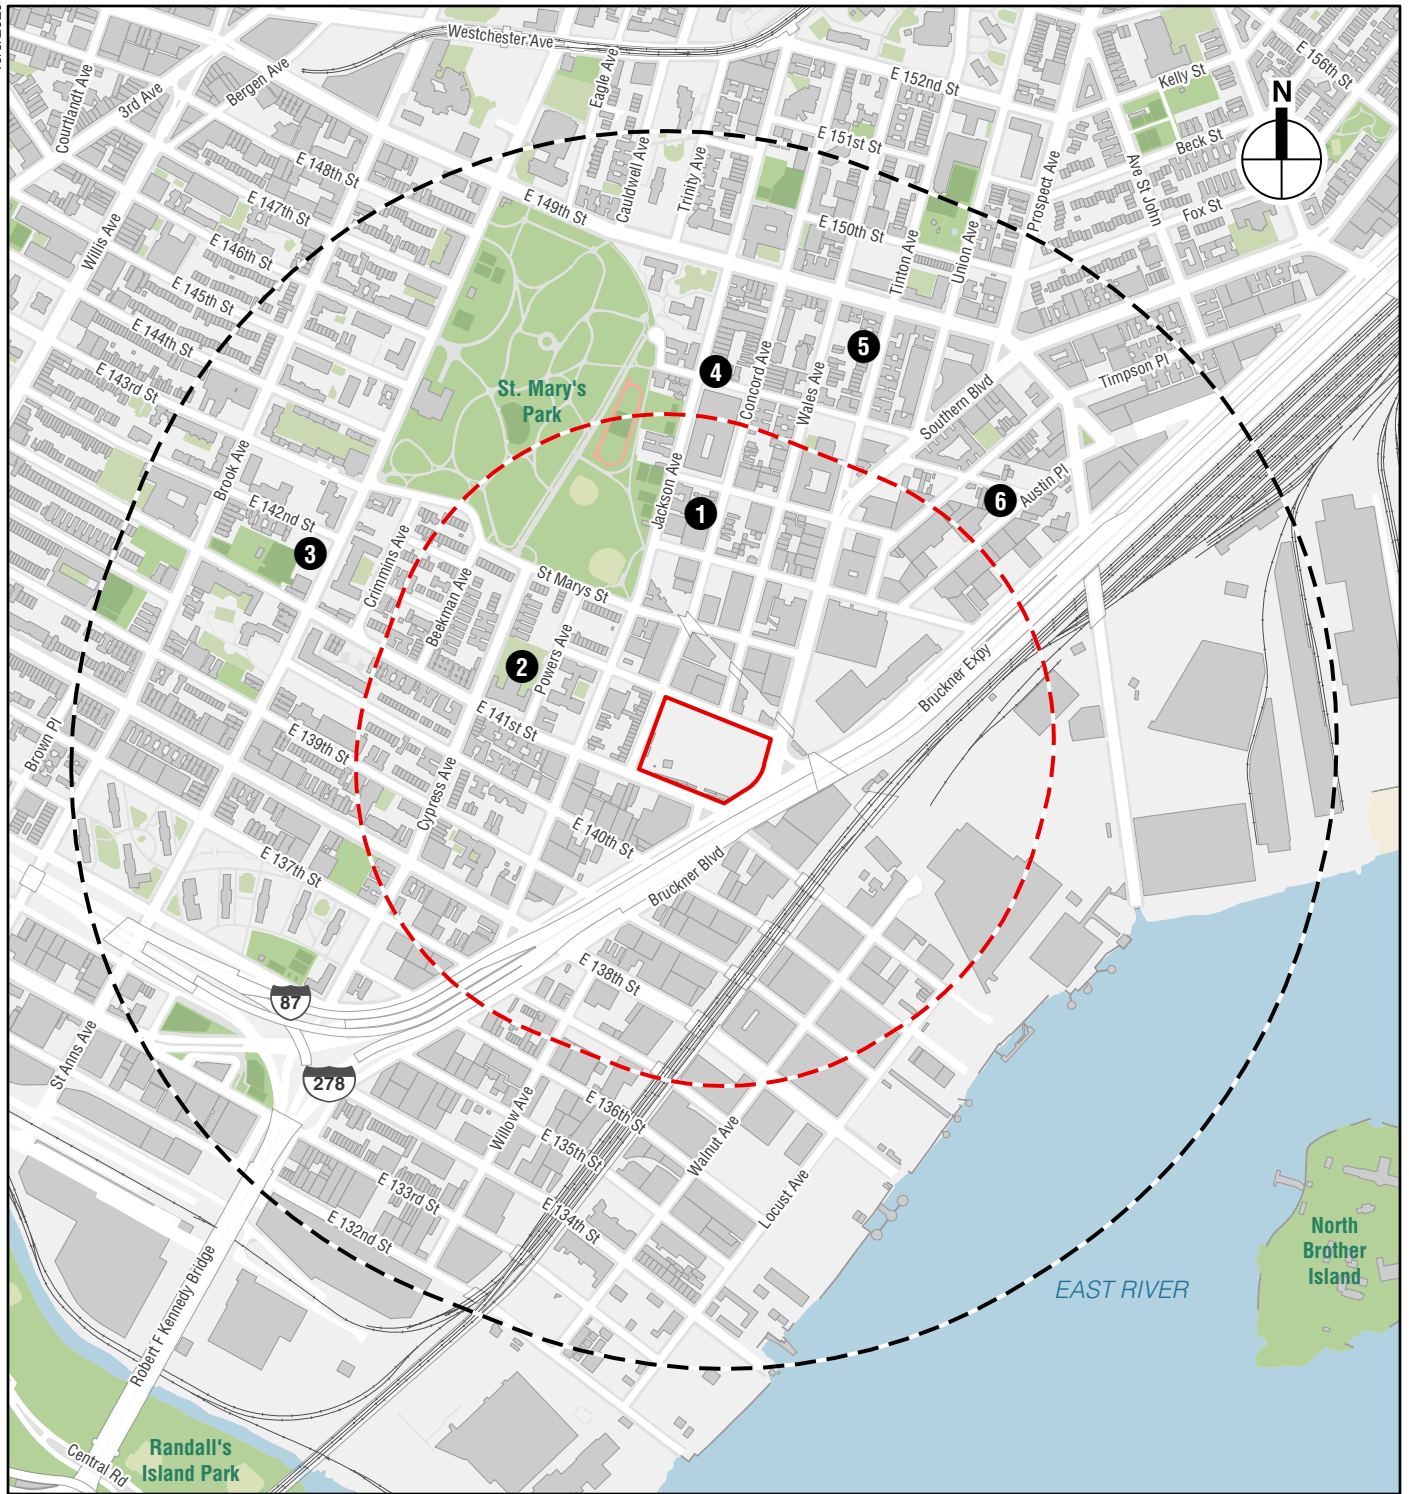 Westchester Ave
E 156th St
Kelly St
E 152nd St
Eagle Ave
3rd Ave
Bergen Ave
Courtlandt Ave
N
E 151st St
Beck St
Ave St John
Prospect Ave
E 148th St
Cauldwell Ave
Trinity Ave
E 147th St
E 149th St
E 150th St
Fox St
Willis Ave
E 146th St
Tinton Ave
Union Ave
E 145th St
E 144th St
5
4
Concord Ave
E 143rd St
St. Mary's
Park
Wales Ave
Timpson Pl
Southern Blvd
Brook Ave
Jackson Ave
Austin Pl
6
1
E 142nd St
3
Crimmins Ave
St Marys St
Beekman Ave
2
Powers Ave
Bruckner Expy
E 141st St
Brown Pl
E 139th St
Cypress Ave
E 140th St
E 137th St
Bruckner Blvd
E 138th St
87
St Anns Ave
278
E 136th St
Willow Ave
E 135th St
Walnut Ave
E 133rd St
Locust Ave
E 134th St
E 132nd St
North
Brother
Island
EAST RIVER
Robert F Kennedy Bridge
Randall's
Island Park
Central Rd